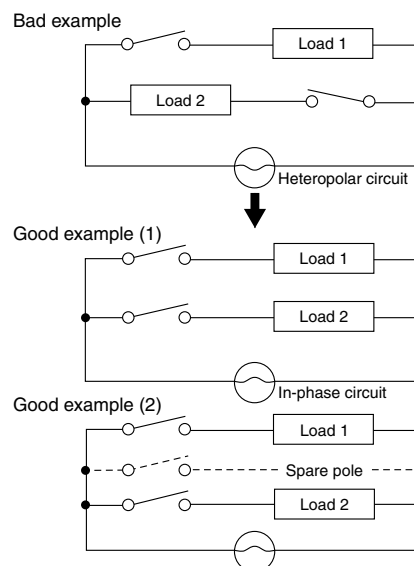 Bad example
Load 1
Load 2
Heteropolar circuit
Good example (1)
Load 1
Load 2
In-phase circuit
Good example (2)
Load 1
Spare pole
Load 2